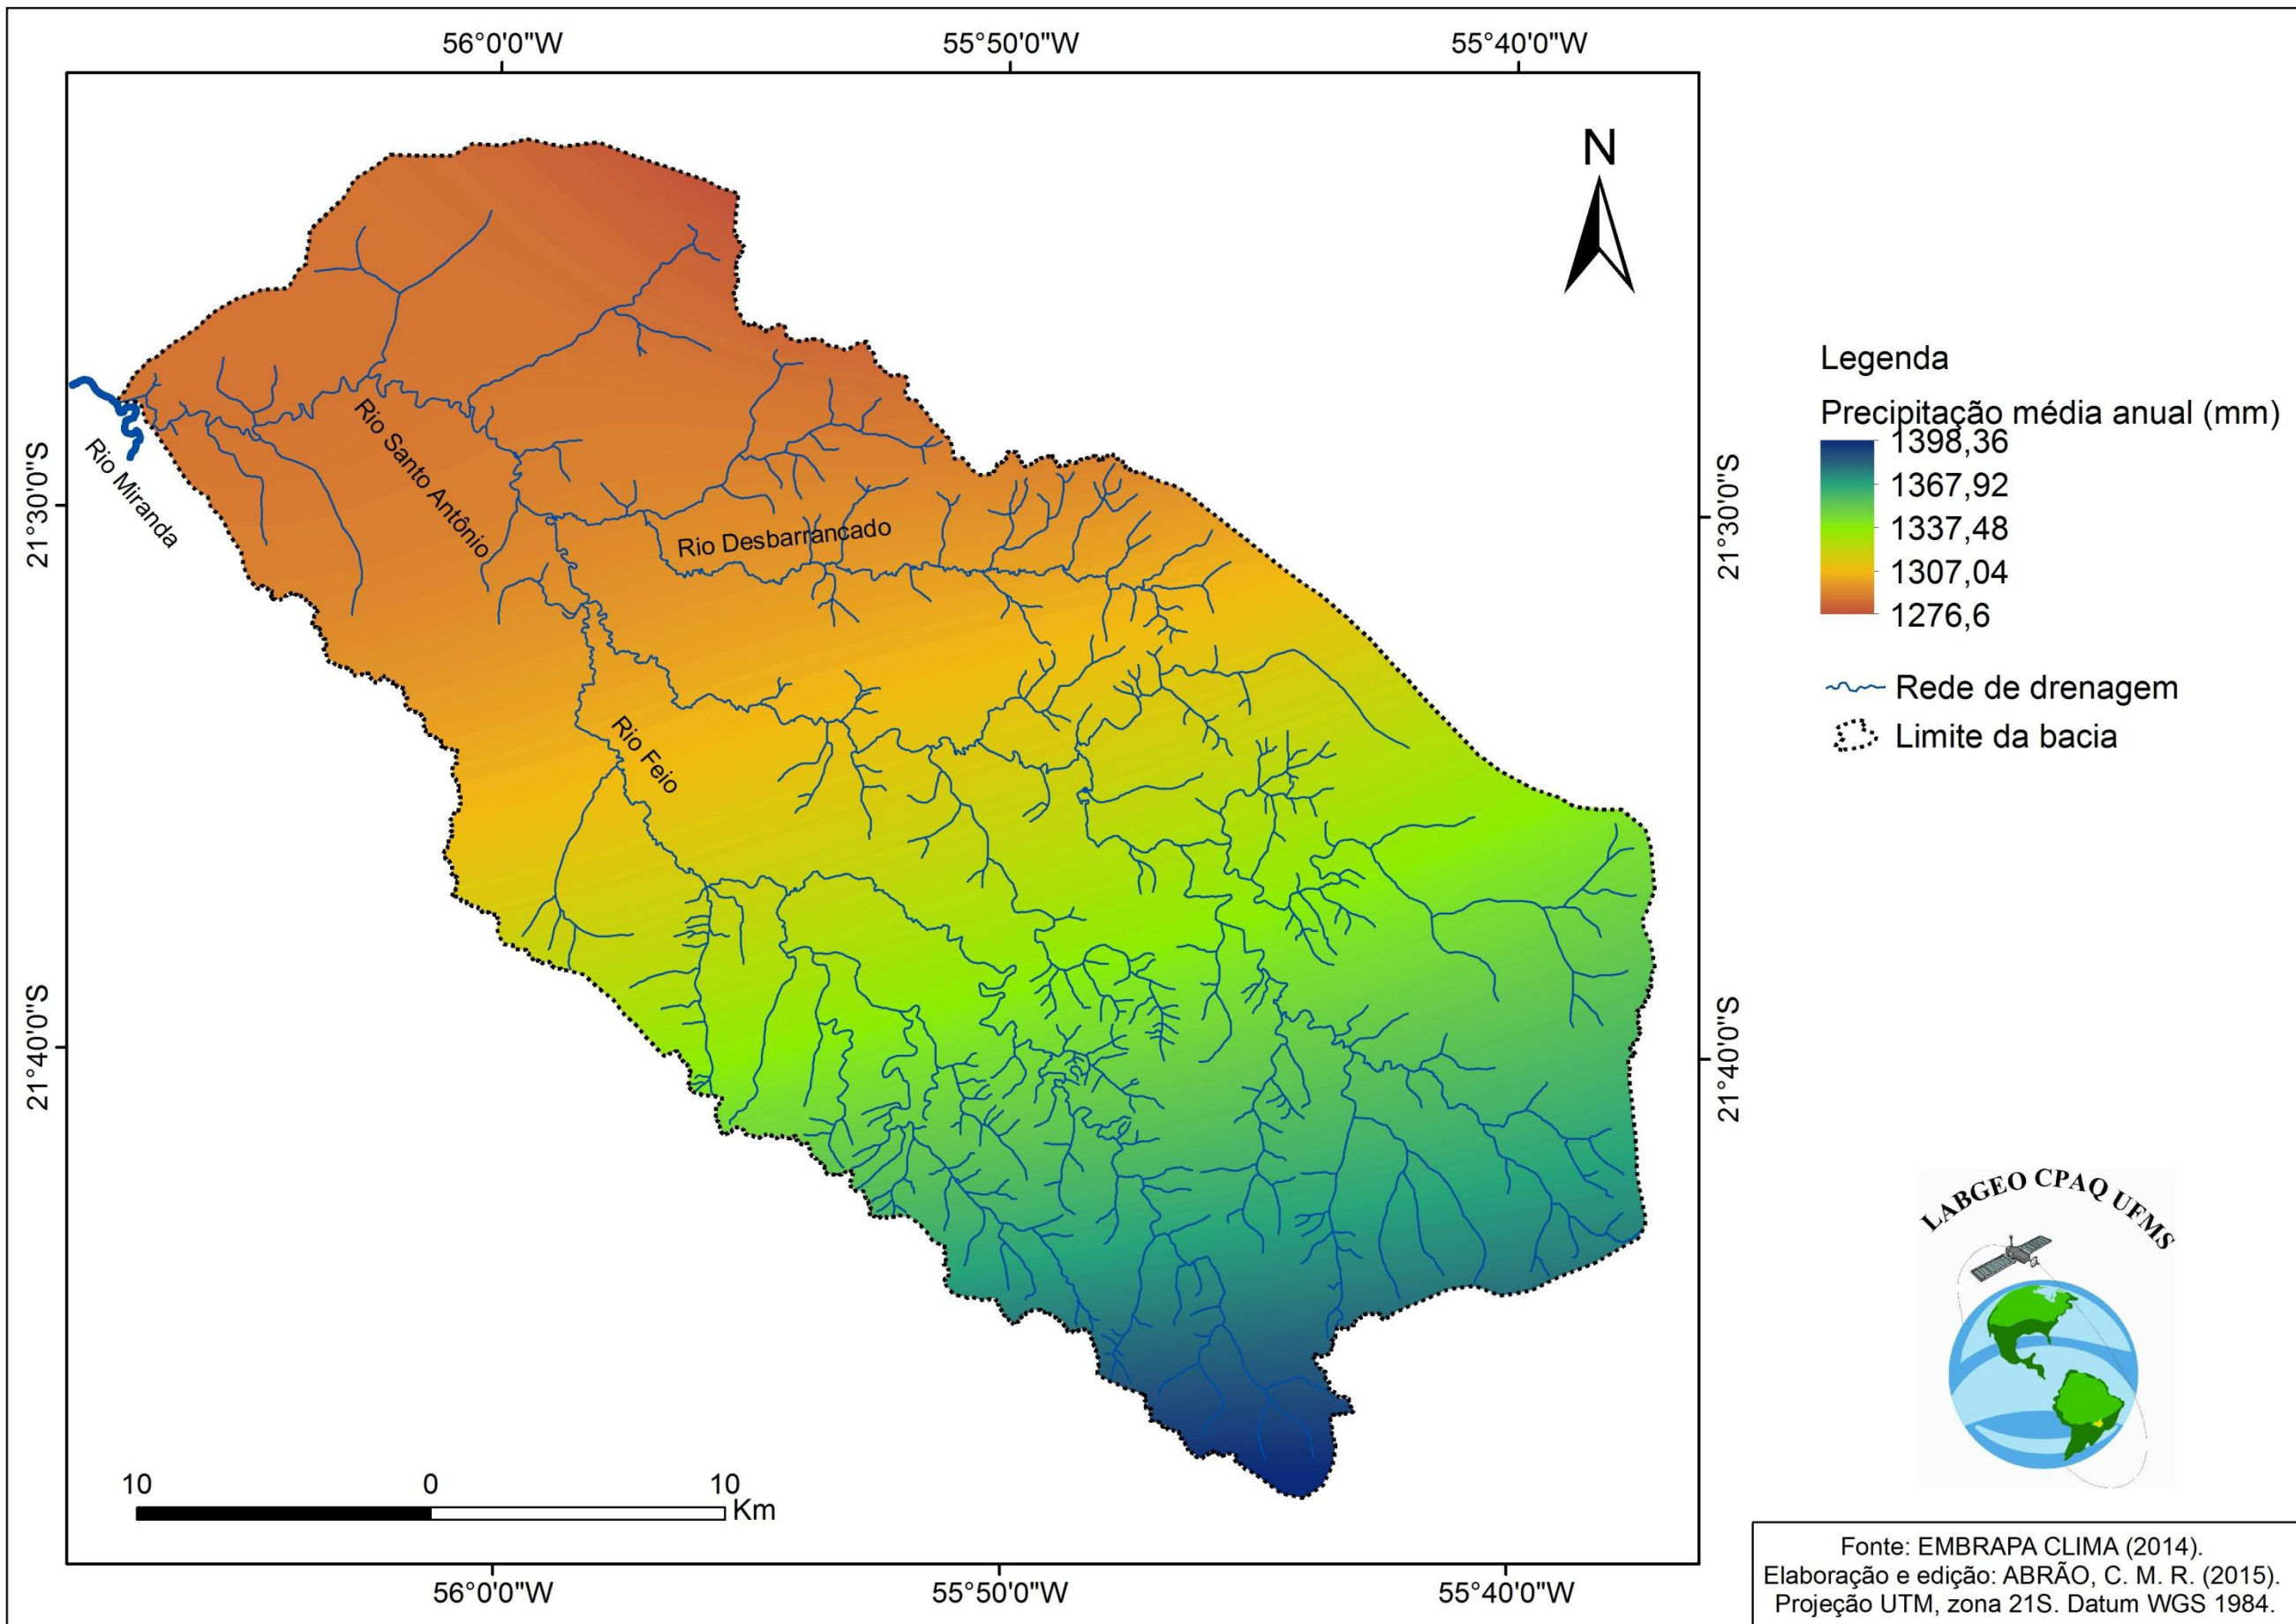 56°0'0"W
55°50'0"W
55°40'0"W
N
21°30'0"S
21°30'0"S
21°40'0"S
21°40'0"S
Rio Miranda
Rio Santo Antônio
Rio Desbarrancado
Rio Feio
Legenda
Precipitação média anual (mm)
1398,36
1367,92
1337,48
1307,04
1276,6
Rede de drenagem
Limite da bacia
LABGEO CPAQ UFMS
10 0 10
Km
56°0'0"W
55°50'0"W
55°40'0"W
Fonte: EMBRAPA CLIMA (2014).
Elaboração e edição: ABRÃO, C. M. R. (2015).
Projeção UTM, zona 21S. Datum WGS 1984.